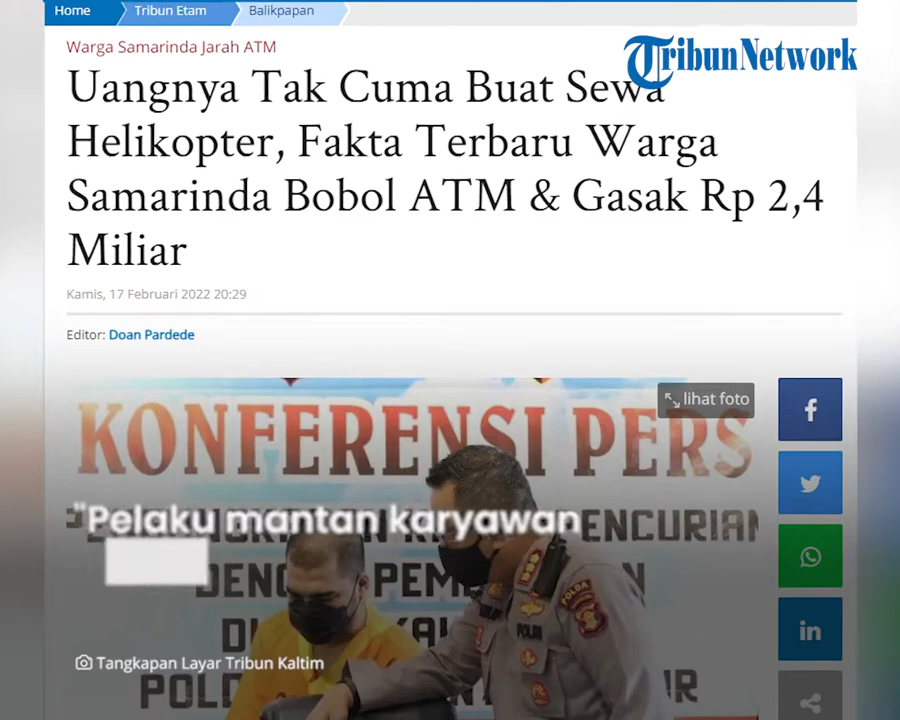 Home Tribun Etam Balikpapan
Warga Samarinda Jarah ATM
TribunNetwork
Uangnya Tak Cuma Buat Sewa
Helikopter, Fakta Terbaru Warga
Samarinda Bobol ATM & Gasak Rp 2,4
Miliar
Kamis, 17 Februari 2022 20:29
Editor: Doan Pardede
lihat foto
KONFERENSI PERS
"Pelaku mantan karyawan
POLDA
POLRI
Tangkapan Layar Tribun Kaltim